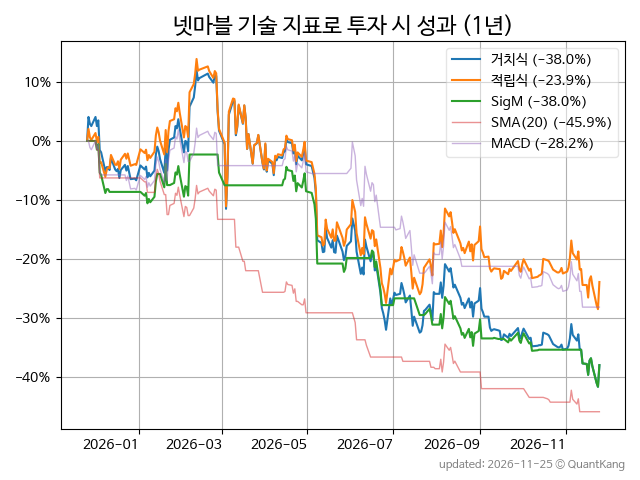 넷마블 기술 지표로 투자 시 성과 (1년)
거치식 (−38.0%)
적립식 (−23.9%)
SigM (−38.0%)
SMA(20) (−45.9%)
MACD (−28.2%)
10%
0%
−10%
−20%
−30%
−40%
2026-01
2026-03
2026-05
2026-07
2026-09
2026-11
updated: 2026-11-25 © QuantKang